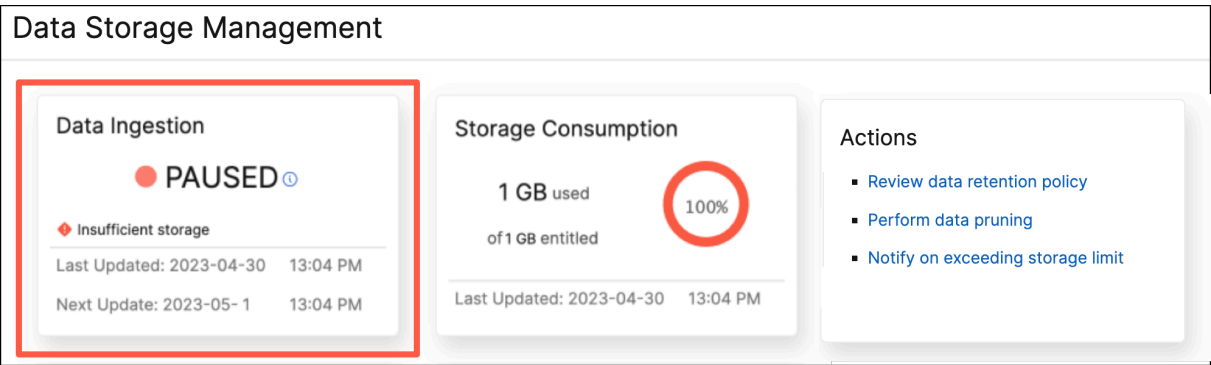 Data Storage Management
Data Ingestion
PAUSED
Insufficient storage
Last Updated: 2023-04-30 13:04 PM
Next Update: 2023-05- 1 13:04 PM
Storage Consumption
1 GB used
of 1 GB entitled
100%
Last Updated: 2023-04-30 13:04 PM
Actions
Review data retention policy
Perform data pruning
Notify on exceeding storage limit